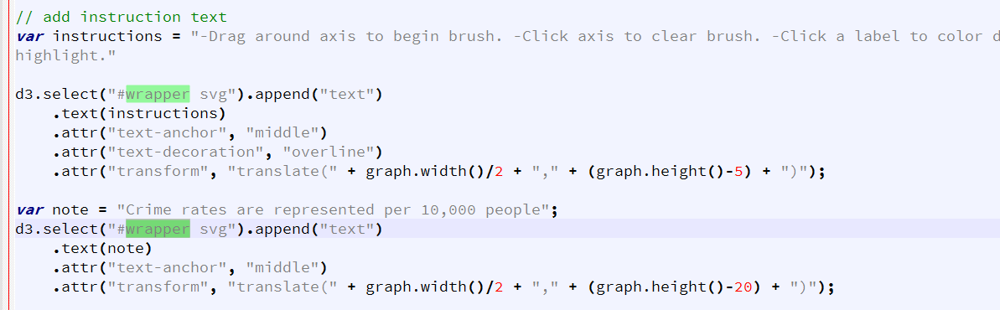 // add instruction text
var instructions = "-Drag around axis to begin brush. -Click axis to clear brush. -Click a label to color
highlight."
d3.select("#wrapper svg").append("text")
.text(instructions)
.attr("text-anchor", "middle")
.attr("text-decoration", "overline")
.attr("transform", "translate(" + graph.width()/2 + "," + (graph.height()-5) + ")");
var note = "Crime rates are represented per 10,000 people";
d3.select("#wrapper svg").append("text")
.text(note)
.attr("text-anchor", "middle")
.attr("transform", "translate(" + graph.width()/2 + "," + (graph.height()-20) + ")");